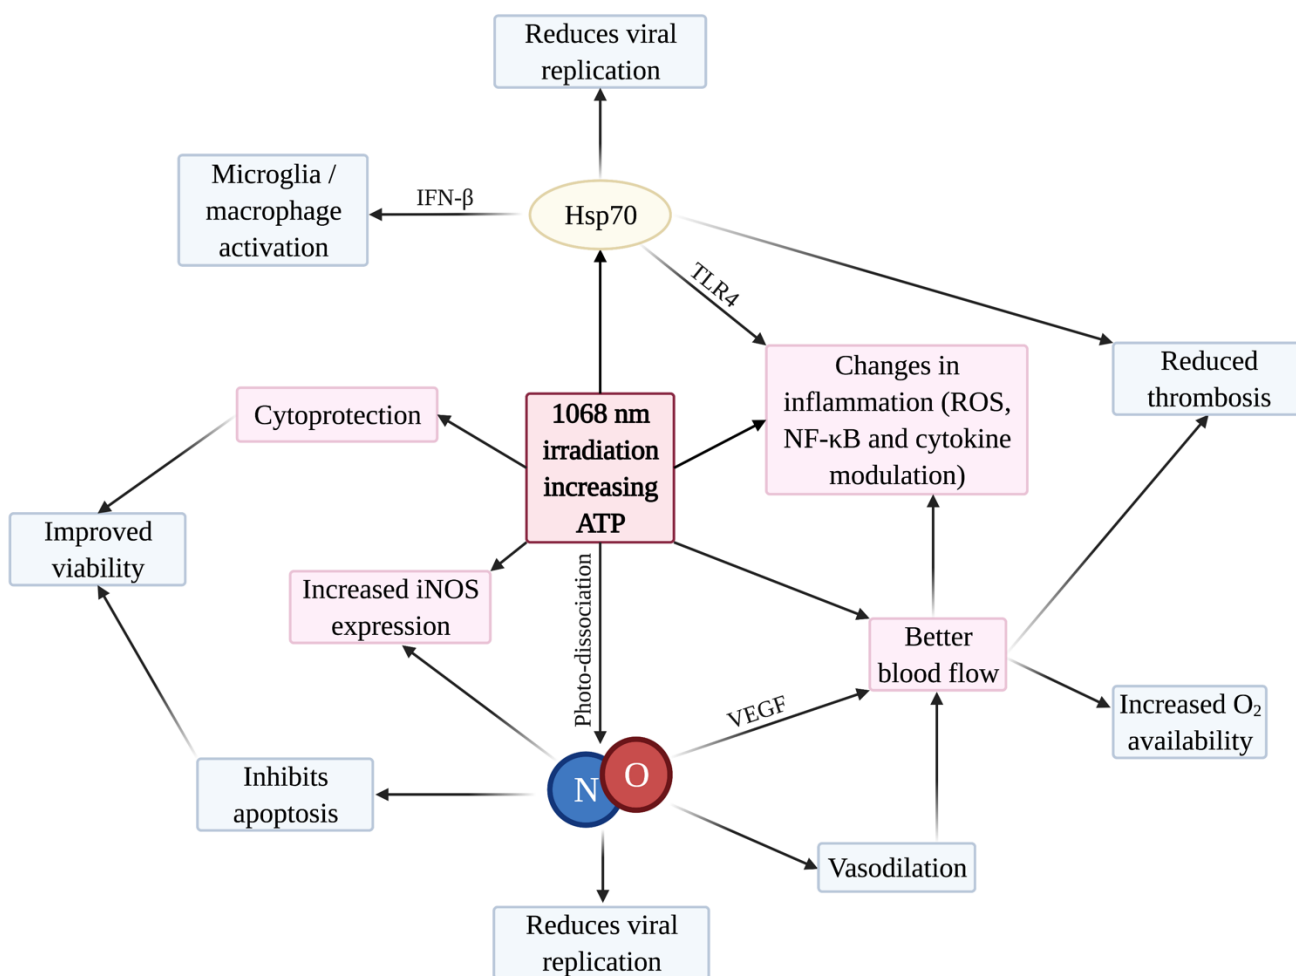 Reduces viral
replication
Microglia /
macrophage
activation
IFN-β
Hsp70
TLR4
Changes in
inflammation (ROS,
NF-κB and cytokine
modulation)
Reduced
thrombosis
Cytoprotection
1068 nm
irradiation
increasing
ATP
Improved
viability
Increased iNOS
expression
Photo-dissociation
Better
blood flow
VEGF
Increased O₂
availability
Inhibits
apoptosis
N O
Vasodilation
Reduces viral
replication